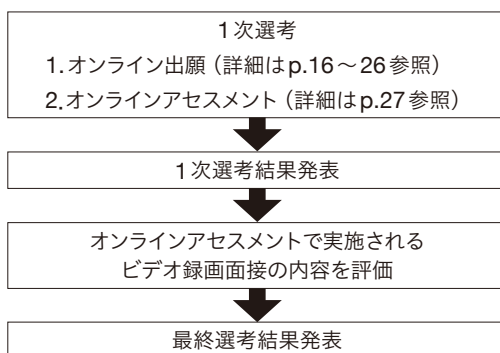 1次選考
1.オンライン出願（詳細はp.16～26参照）
2.オンラインアセスメント（詳細はp.27参照）
1次選考結果発表
オンラインアセスメントで実施される
ビデオ録画面接の内容を評価
最終選考結果発表